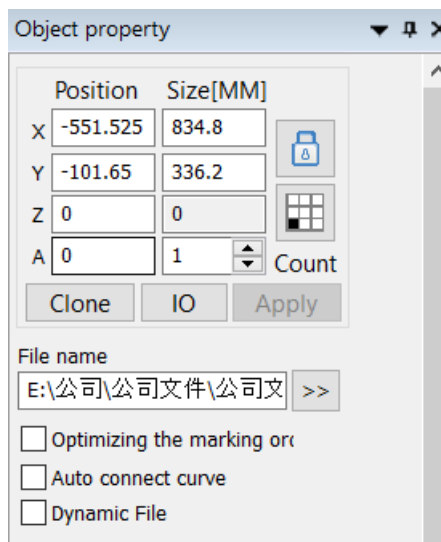 Object property
Position Size[MM]
X -551.525 834.8
Y -101.65 336.2
Z 0 0
A 0 1
Count
Clone IO Apply
File name
E:\公司\公司文件\公司文 >>
Optimizing the marking orc
Auto connect curve
Dynamic File